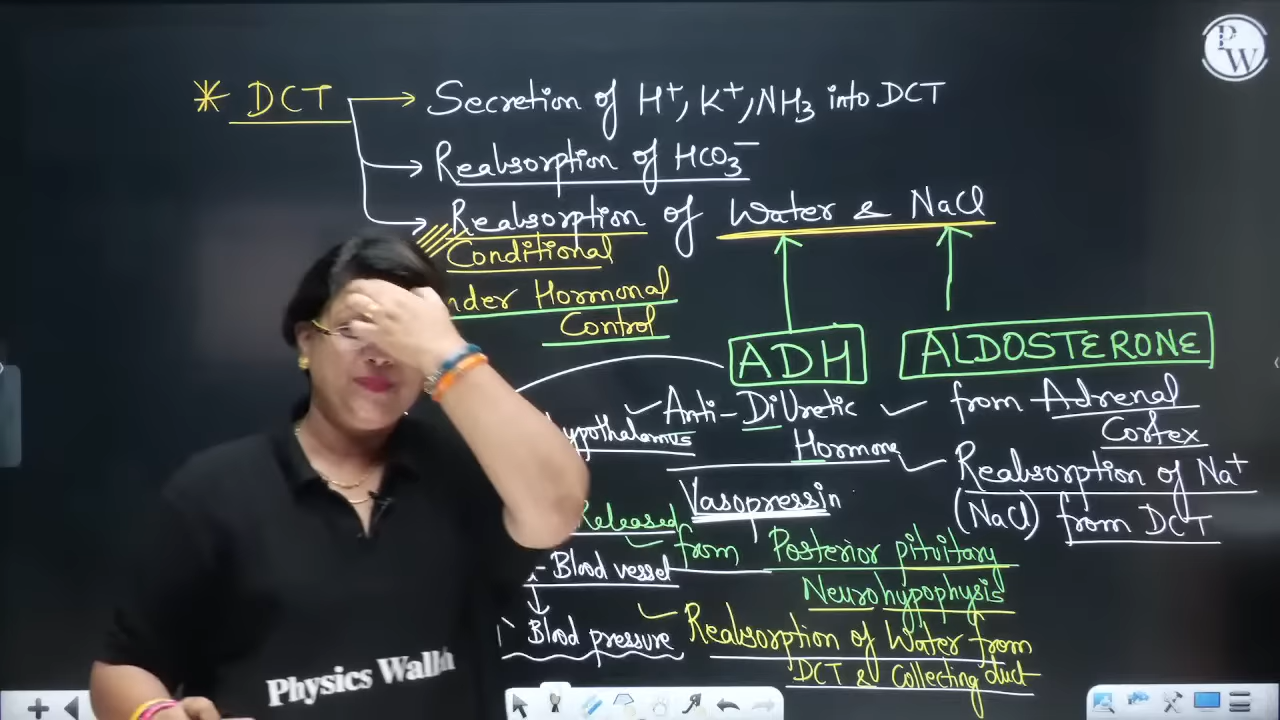 PW
* DCT → Secretion of H+, K+, NH3 into DCT
→ Reabsorption of HCO3−
→ Reabsorption of Water & NaCl
Conditional
Hormonal
Control
ADH
ALDOSTERONE
Anti-Diuretic
Hormone
Vasopressin
Released
from Posterior pituitary
Neurohypophysis
Reabsorption of Water from
DCT & Collecting duct
from Adrenal
Cortex
Reabsorption of Na+
(NaCl) from DCT
Blood vessel
↓
Blood pressure
Physics